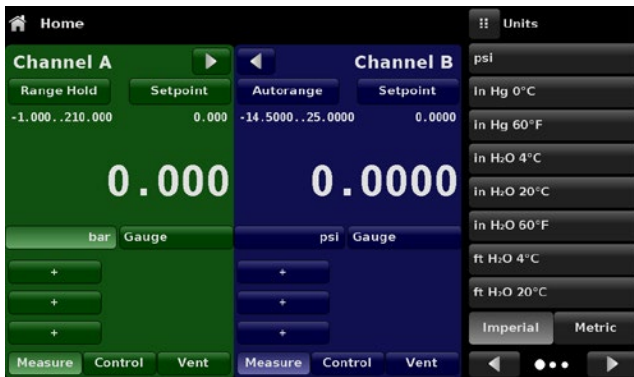 Home
Units
Channel A
Channel B
psi
Range Hold Setpoint
Autorange Setpoint
in Hg 0°C
-1.000..210.000 0.000
-14.5000..25.0000 0.0000
in Hg 60°F
in H₂O 4°C
0.000
0.0000
in H₂O 20°C
in H₂O 60°F
bar Gauge
psi Gauge
ft H₂O 4°C
+
+
ft H₂O 20°C
+
+
Imperial Metric
+
+
Measure Control Vent
Measure Control Vent